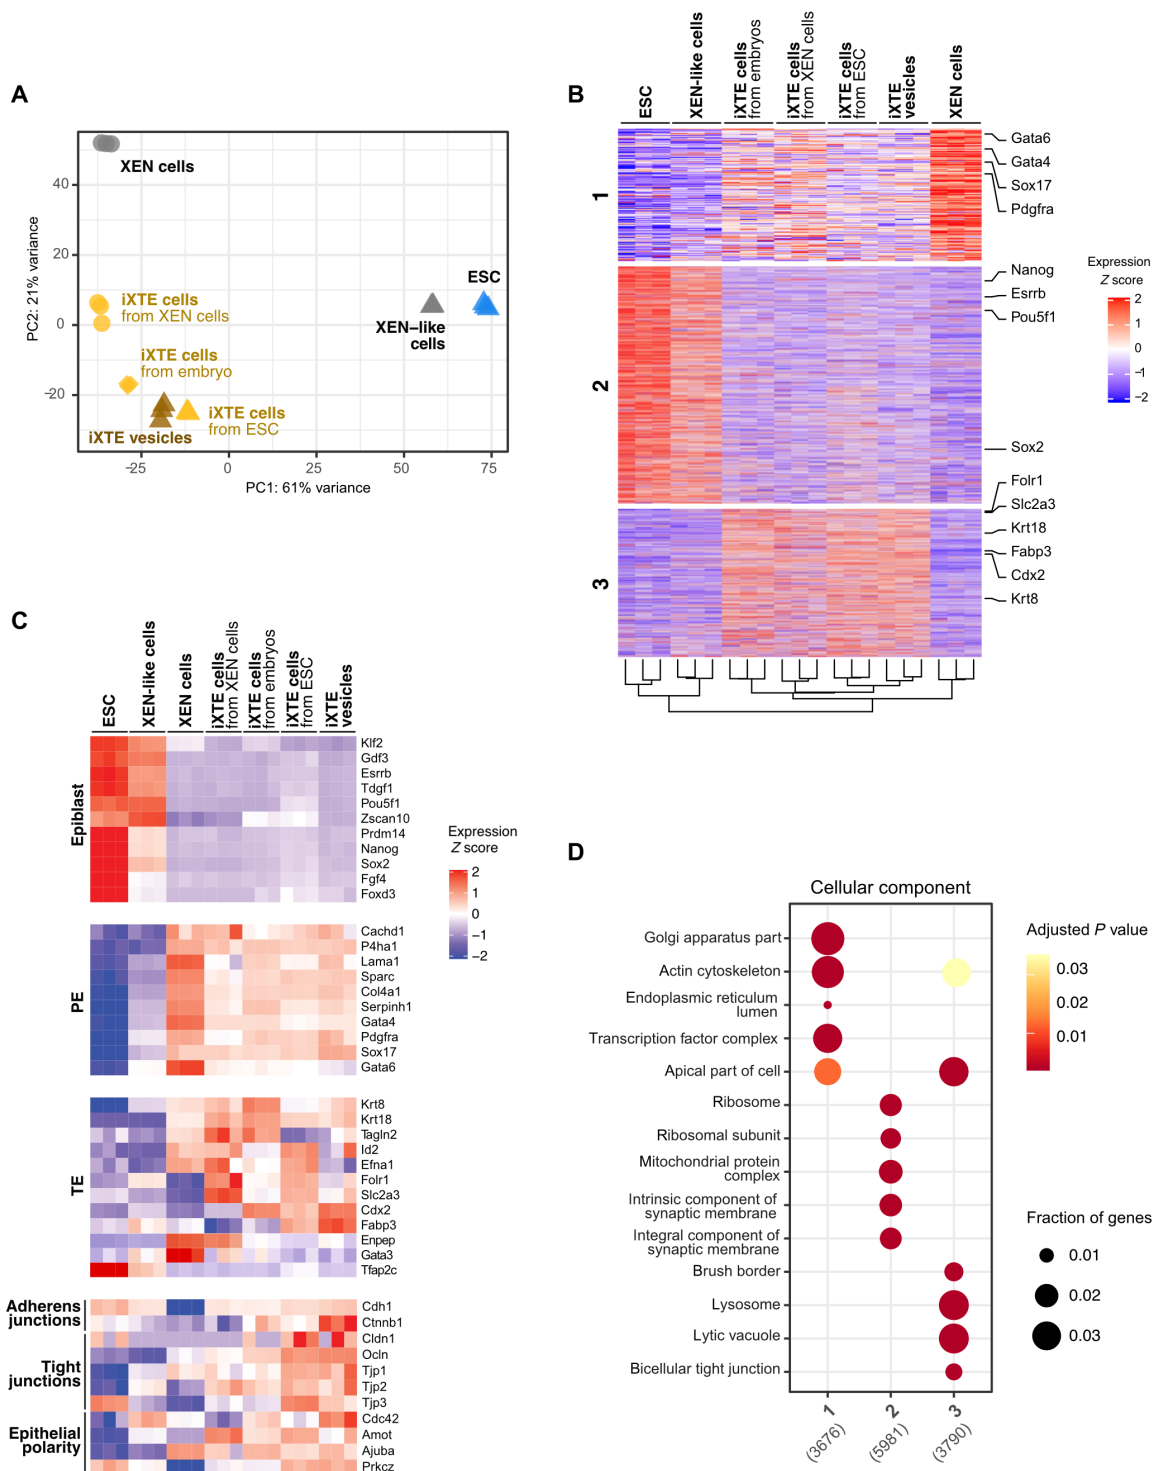 A
XEN cells
ESC
iXTE cells
from XEN cells
XEN–like
cells
iXTE cells
from embryo
iXTE cells
from ESC
iXTE vesicles
40
20
0
−20
−25
0
25
50
75
PC2: 21% variance
PC1: 61% variance
B
ESC
XEN-like cells
iXTE cells
from embryos
iXTE cells
from XEN cells
iXTE cells
from ESC
iXTE
vesicles
XEN cells
1
2
3
Gata6
Gata4
Sox17
Pdgfra
Nanog
Esrrb
Pou5f1
Sox2
Folr1
Slc2a3
Krt18
Fabp3
Cdx2
Krt8
Expression
Z score
2
1
0
−1
−2
C
ESC
XEN-like cells
XEN cells
iXTE cells
from XEN cells
iXTE cells
from embryos
iXTE cells
from ESC
iXTE
vesicles
Epiblast
Klf2
Gdf3
Esrrb
Tdgf1
Pou5f1
Zscan10
Prdm14
Nanog
Sox2
Fgf4
Foxd3
PE
Cachd1
P4ha1
Lama1
Sparc
Col4a1
Serpinh1
Gata4
Pdgfra
Sox17
Gata6
TE
Krt8
Krt18
Tagln2
Id2
Efna1
Folr1
Slc2a3
Cdx2
Fabp3
Enpep
Gata3
Tfap2c
Adherens
junctions
Cdh1
Ctnnb1
Tight
junctions
Cldn1
Ocln
Tjp1
Tjp2
Tjp3
Epithelial
polarity
Cdc42
Amot
Ajuba
Prkcz
Expression
Z score
2
1
0
−1
−2
D
Cellular component
Golgi apparatus part
Actin cytoskeleton
Endoplasmic reticulum
lumen
Transcription factor complex
Apical part of cell
Ribosome
Ribosomal subunit
Mitochondrial protein
complex
Intrinsic component of
synaptic membrane
Integral component of
synaptic membrane
Brush border
Lysosome
Lytic vacuole
Bicellular tight junction
1
(3676)
2
(5981)
3
(3790)
Adjusted P value
0.03
0.02
0.01
Fraction of genes
0.01
0.02
0.03